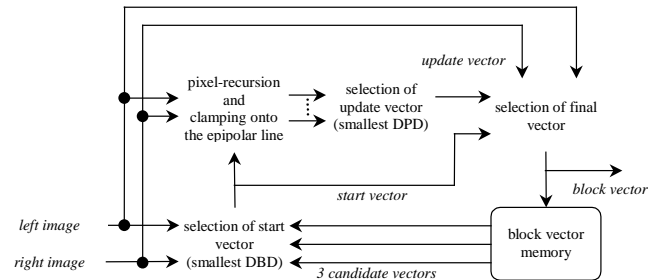 update vector
pixel-recursion
and
clamping onto
the epipolar line
selection of
update vector
(smallest DPD)
selection of final
vector
start vector
block vector
left image
right image
selection of start
vector
(smallest DBD)
3 candidate vectors
block vector
memory